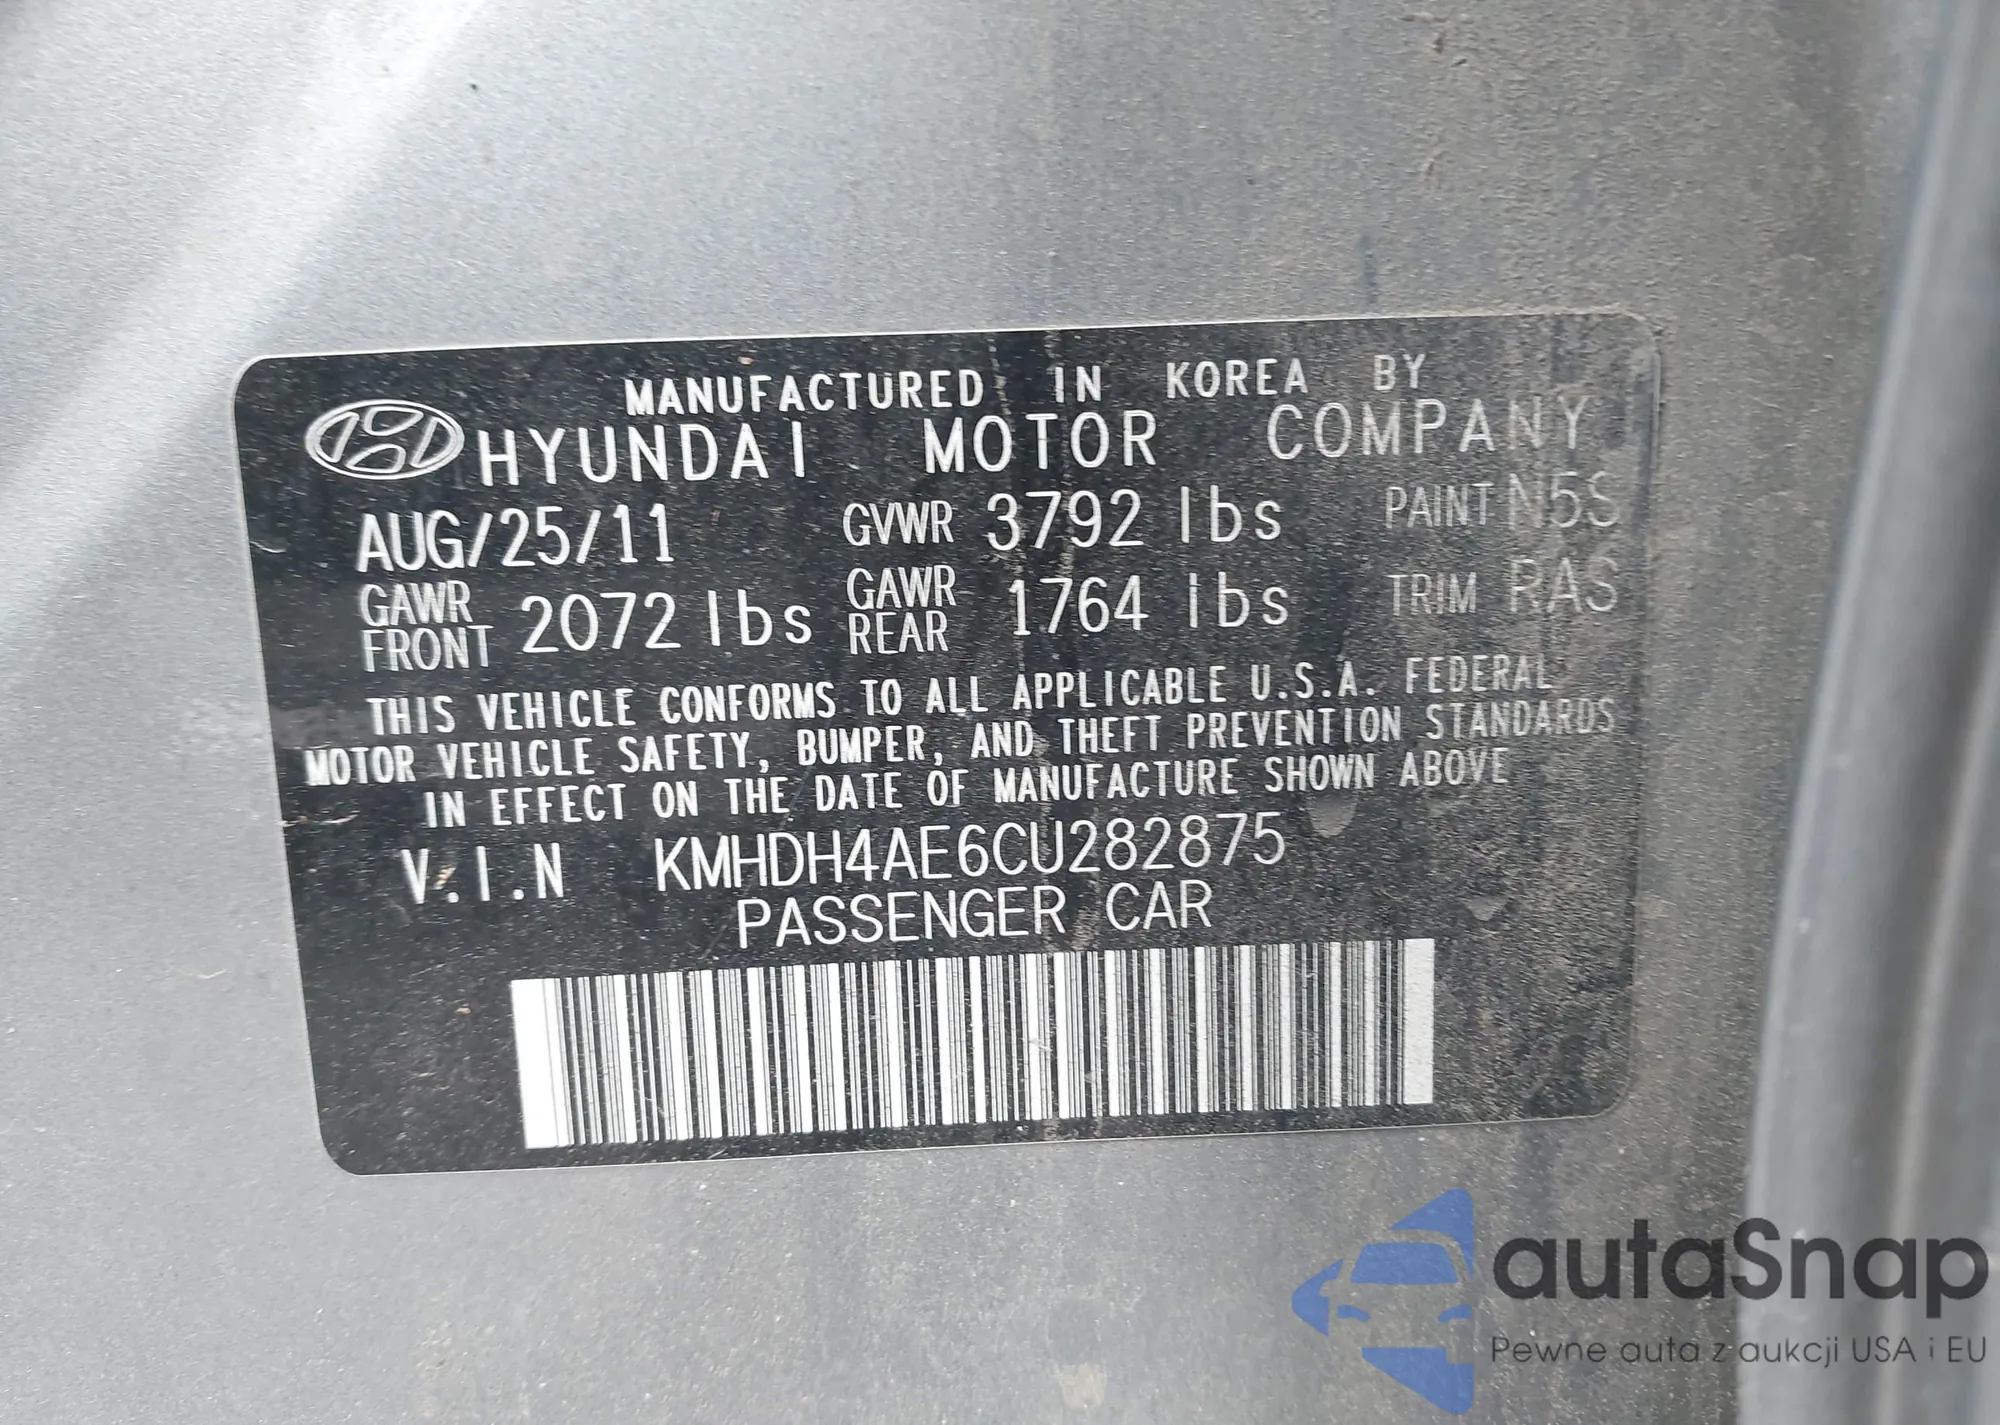 MANUFACTURED IN KOREA BY
HYUNDAI MOTOR COMPANY
AUG/25/11 GVWR 3792 lbs PAINT N5S
GAWR FRONT 2072 lbs GAWR REAR 1764 lbs TRIM RAS
THIS VEHICLE CONFORMS TO ALL APPLICABLE U.S.A. FEDERAL
MOTOR VEHICLE SAFETY, BUMPER, AND THEFT PREVENTION STANDARDS
IN EFFECT ON THE DATE OF MANUFACTURE SHOWN ABOVE
V.I.N KMHDH4AE6CU282875
PASSENGER CAR
autaSnap
Pewne auta z aukcji USA i EU